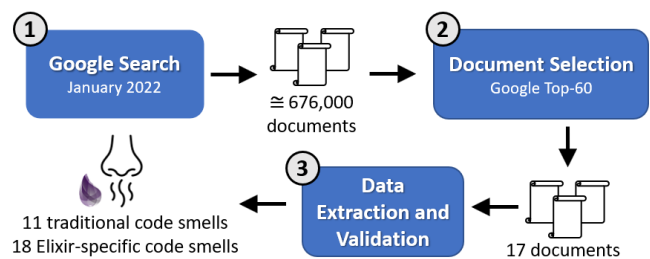 1
Google Search
January 2022
≅ 676,000
documents
2
Document Selection
Google Top-60
17 documents
3
Data
Extraction and
Validation
11 traditional code smells
18 Elixir-specific code smells